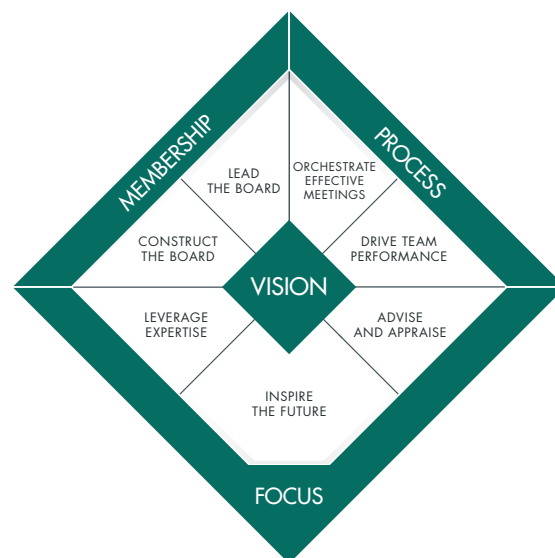 MEMBERSHIP
PROCESS
LEAD
THE BOARD
ORCHESTRATE
EFFECTIVE
MEETINGS
CONSTRUCT
THE BOARD
DRIVE TEAM
PERFORMANCE
VISION
LEVERAGE
EXPERTISE
ADVISE
AND APPRAISE
INSPIRE
THE FUTURE
FOCUS